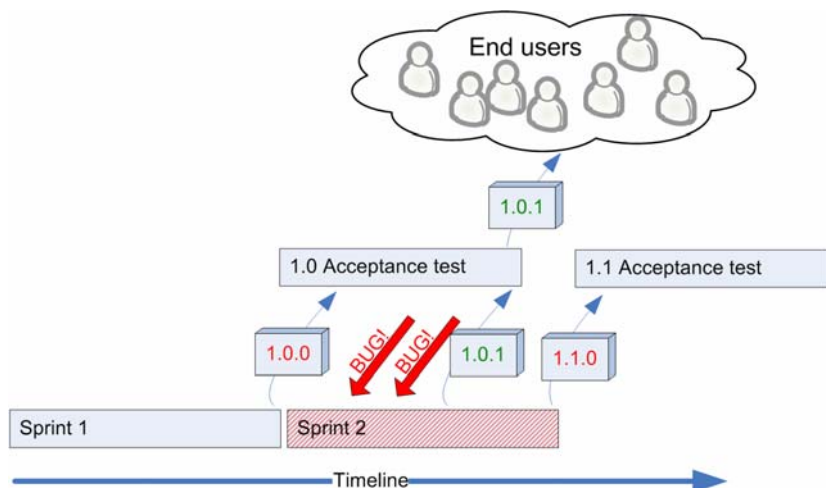 End users
1.0.1
1.0 Acceptance test
1.1 Acceptance test
1.0.0
BUG!
BUG!
1.0.1
1.1.0
Sprint 1
Sprint 2
Timeline